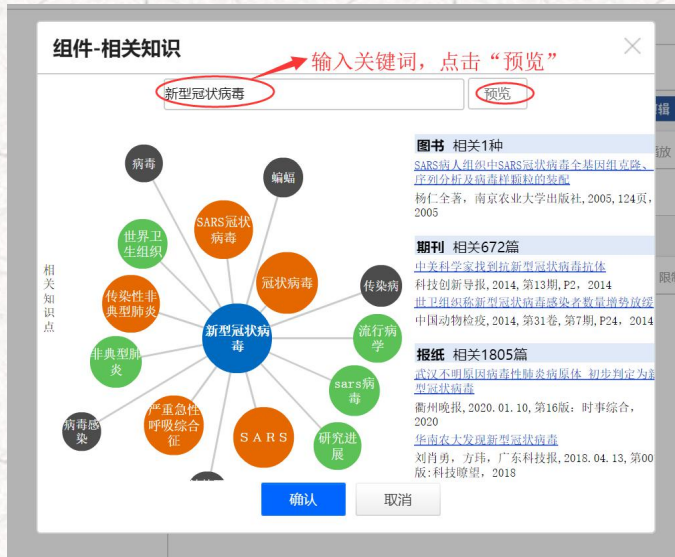 组件-相关知识
输入关键词，点击“预览”
新型冠状病毒
预览
辑
图书 相关1种
SARS病人组织中SARS冠状病毒全基因组克隆、
序列分析及病毒样颗粒的装配
杨仁全著，南京农业大学出版社,2005,124页,
2005
放
期刊 相关672篇
中美科学家找到抗新型冠状病毒抗体
科技创新导报,2014,第13期,P2，2014
限制
世卫组织称新型冠状病毒感染者数量增势放缓
中国动物检疫,2014,第31卷,第7期,P24，2014
报纸 相关1805篇
武汉不明原因病毒性肺炎病原体 初步判定为新
型冠状病毒
衢州晚报,2020.01.10,第16版：时事综合，
2020
华南农大发现新型冠状病毒
刘肖勇，方玮，广东科技报,2018.04.13,第00
版:科技瞭望，2018
相
关
知
识
点
病毒
蝙蝠
SARS冠状
病毒
世界卫
生组织
冠状病毒
传染病
传染性非
典型肺炎
新型冠状病
毒
流行病
学
非典型肺
炎
sars病
毒
严重急性
呼吸综合
征
病毒感
染
SARS
研究进
展
确认
取消